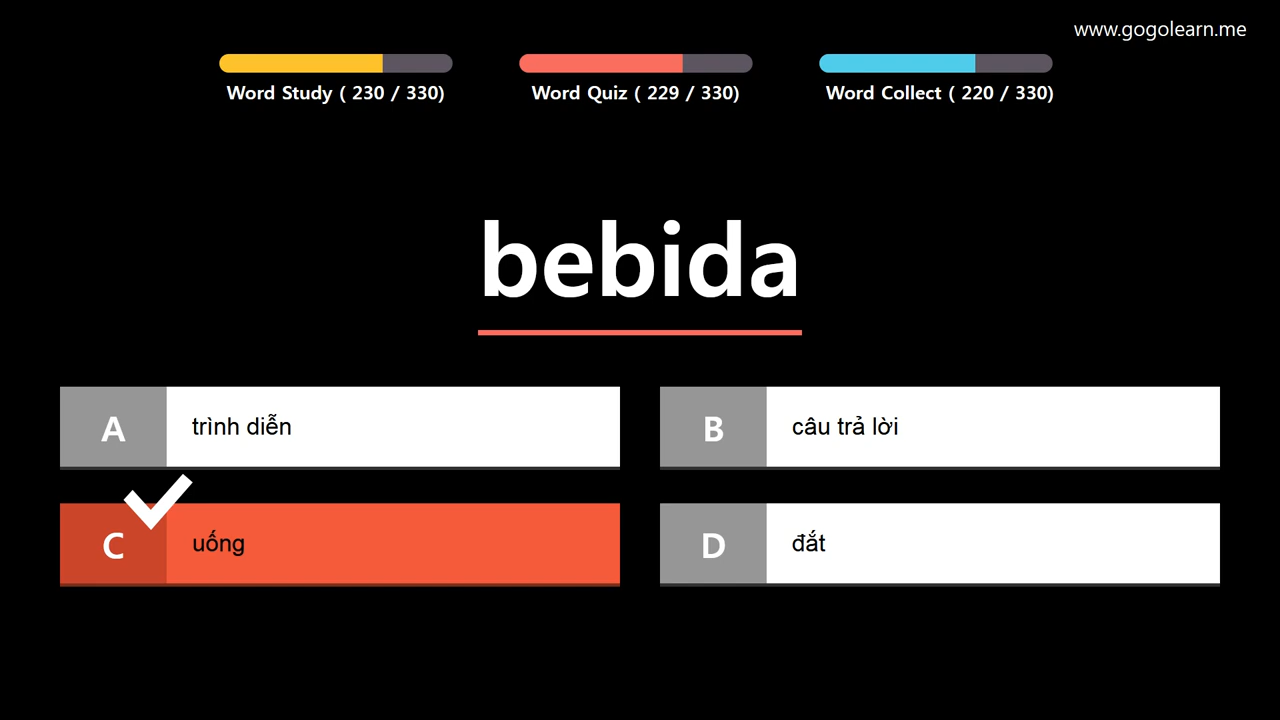 www.gogolearn.me
Word Study ( 230 / 330)
Word Quiz ( 229 / 330)
Word Collect ( 220 / 330)
bebida
A
trình diễn
B
câu trả lời
C
uống
D
đắt